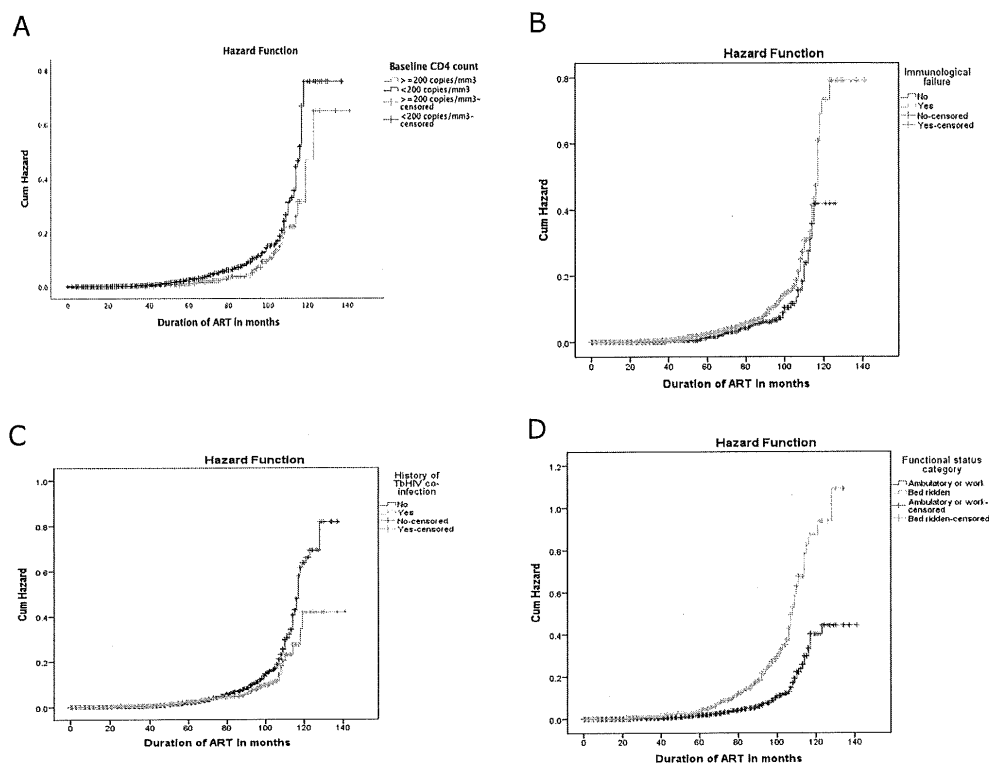 A
Hazard Function
Baseline CD4 count
>=200 copies/mm3
<200 copies/mm3
>=200 copies/mm3-
censored
<200 copies/mm3-
censored
Cum Hazard
0.8
0.6
0.4
0.2
0.0
0 20 40 60 80 100 120 140
Duration of ART in months
B
Hazard Function
Immunological
failure
No
Yes
No-censored
Yes-censored
Cum Hazard
0.8
0.6
0.4
0.2
0.0
0 20 40 60 80 100 120 140
Duration of ART in months
C
Hazard Function
History of
TbHIV co-
infection
No
Yes
No-censored
Yes-censored
Cum Hazard
1.0
0.8
0.6
0.4
0.2
0.0
0 20 40 60 80 100 120 140
Duration of ART in months
D
Hazard Function
Functional status
category
Ambulatory or work
Bed ridden
Ambulatory or work-
censored
Bed ridden-censored
Cum Hazard
1.2
1.0
0.8
0.6
0.4
0.2
0.0
0 20 40 60 80 100 120 140
Duration of ART in months